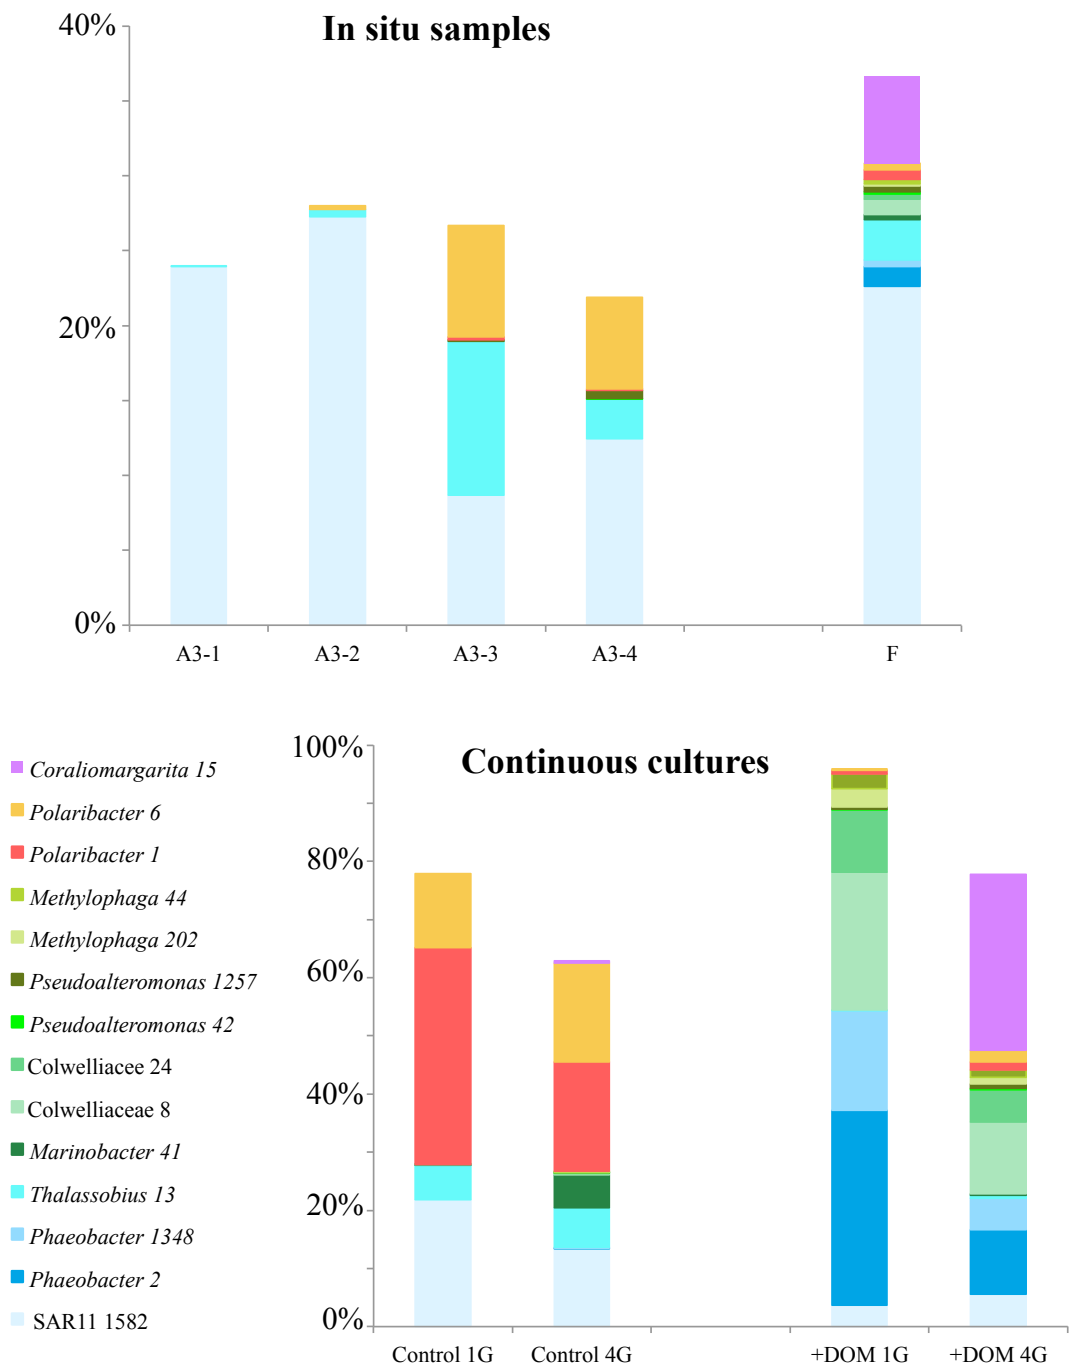 In situ samples
40%
20%
0%
A3-1 A3-2 A3-3 A3-4 F
Continuous cultures
100%
80%
60%
40%
20%
0%
Coraliomargarita 15
Polaribacter 6
Polaribacter 1
Methylophaga 44
Methylophaga 202
Pseudoalteromonas 1257
Pseudoalteromonas 42
Colwelliacee 24
Colwelliaceae 8
Marinobacter 41
Thalassobius 13
Phaeobacter 1348
Phaeobacter 2
SAR11 1582
Control 1G Control 4G +DOM 1G +DOM 4G